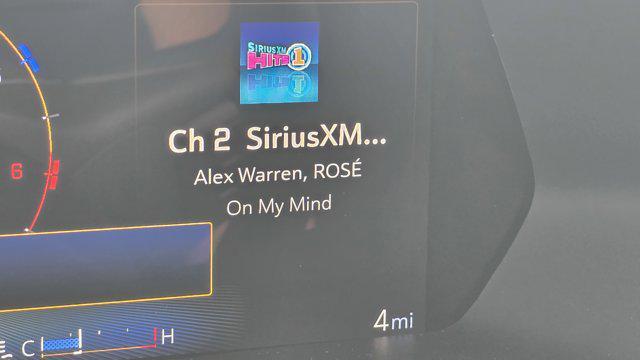 SIRIUSXM
HITS 1
Ch 2 SiriusXM...
Alex Warren, ROSÉ
On My Mind
6
4mi
C H